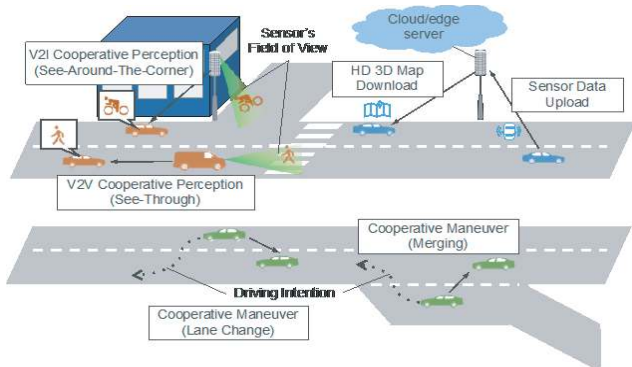 V2I Cooperative Perception
(See-Around-The-Corner)
Sensor's
Field of View
Cloud/edge
server
HD 3D Map
Download
Sensor Data
Upload
V2V Cooperative Perception
(See-Through)
Cooperative Maneuver
(Merging)
Driving Intention
Cooperative Maneuver
(Lane Change)